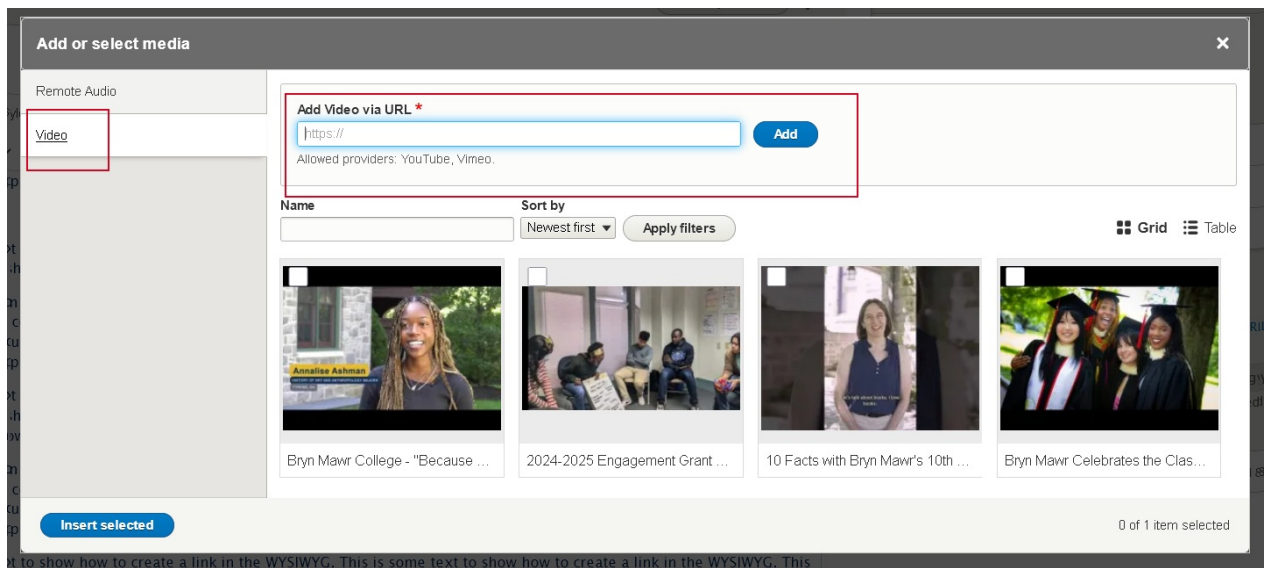 Add or select media
×
Remote Audio
Video
Add Video via URL *
https://
Add
Allowed providers: YouTube, Vimeo.
Name
Sort by
Newest first
Apply filters
Grid
Table
Annalise Ashman
Bryn Mawr College - "Because ...
2024-2025 Engagement Grant ...
10 Facts with Bryn Mawr's 10th ...
Bryn Mawr Celebrates the Clas...
Insert selected
0 of 1 item selected
t to show how to create a link in the WYSIWYG. This is some text to show how to create a link in the WYSIWYG. This